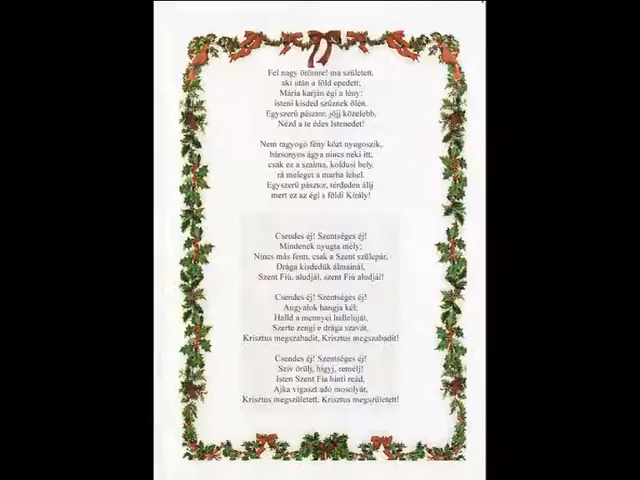 Fel nagy örömre! ma született,
aki után a föld epedett;
Mária karján égi a lény:
isteni kisded szűznek ölén.
Egyszerű pásztor, jöjj közelebb,
Nézd a te édes Istenedet!
Nem ragyogó fény közt nyugoszik,
bársonyos ágya nincs neki itt,
csak ez a szalma, koldusi hely,
rá meleget a marha lehel.
Egyszerű pásztor, térdeden állj
mert ez az égi s földi Király!
Csendes éj! Szentséges éj!
Mindenek nyugta mély;
Nincs más fenn, csak a Szent szülepár,
Drága kisdedük álmainál,
Szent Fiú, aludjál, szent Fiú aludjál!
Csendes éj! Szentséges éj!
Angyalok hangja kél;
Halld a mennyei halleluját,
Szerte zengi e drága szavát,
Krisztus megszabadít, Krisztus megszabadít!
Csendes éj! Szentséges éj!
Szív örülj, higyj, remélj!
Isten Szent Fia hinti reád,
Ajka vigaszt adó mosolyát,
Krisztus megszületett, Krisztus megszületett!